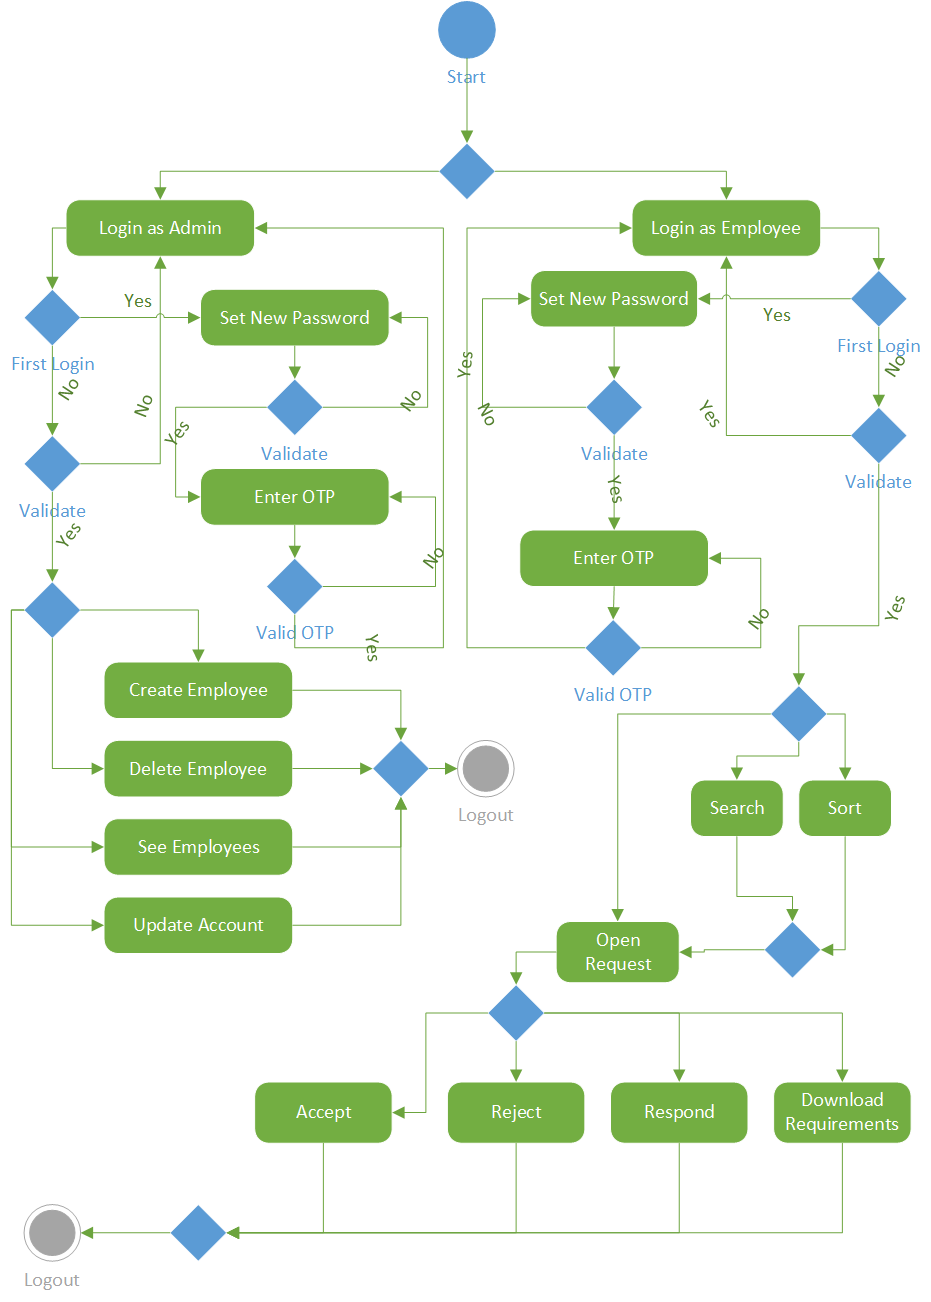 Start
Login as Admin
Login as Employee
Yes
Set New Password
Set New Password
Yes
First Login
First Login
No
No
No
Yes
No
Yes
No
Yes
Validate
Validate
Validate
Validate
Yes
Enter OTP
Yes
No
Enter OTP
Valid OTP
Yes
No
Yes
Valid OTP
Create Employee
Delete Employee
Logout
See Employees
Update Account
Search
Sort
Open
Request
Accept
Reject
Respond
Download
Requirements
Logout